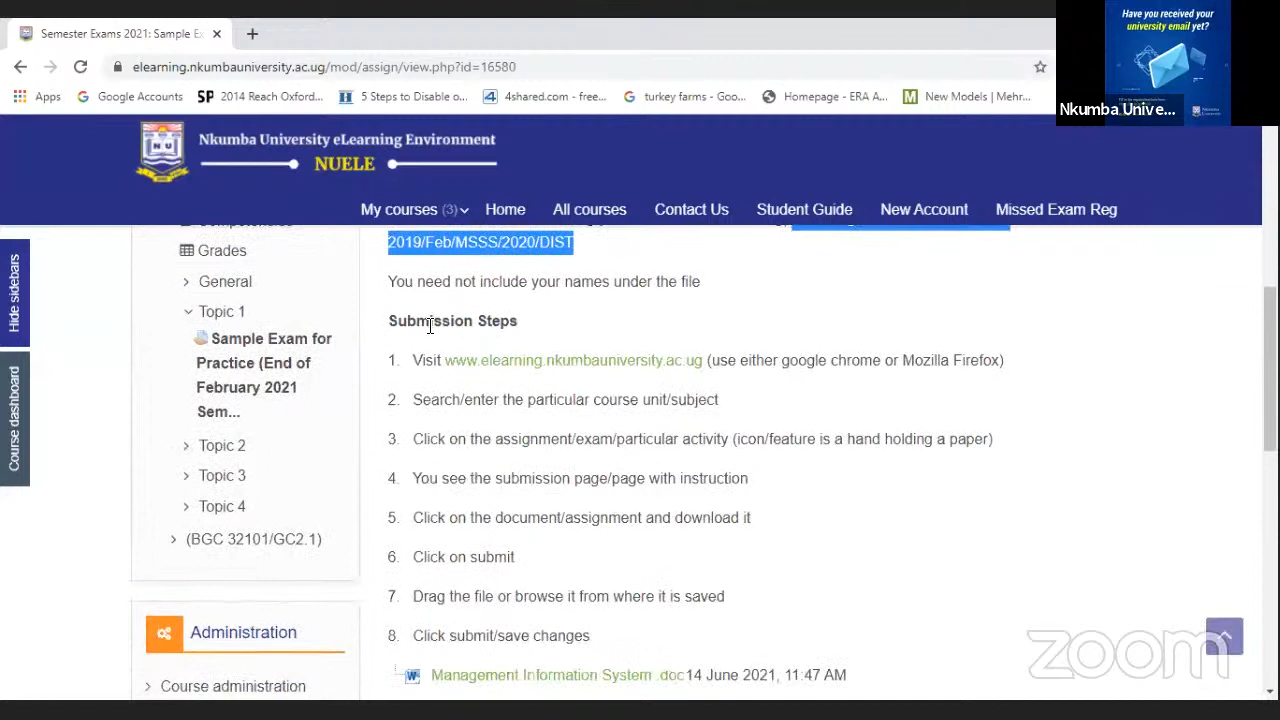 Semester Exams 2021: Sample Ex
elearning.nkumbauniversity.ac.ug/mod/assign/view.php?id=16580
Apps
Google Accounts
SP 2014 Reach Oxford...
5 Steps to Disable o...
4shared.com - free...
turkey farms - Goo...
Homepage - ERA A...
M New Models | Mehr...
Have you received your
university email yet?
Nkumba Unive...
Nkumba University eLearning Environment
NUELE
My courses (3)
Home
All courses
Contact Us
Student Guide
New Account
Missed Exam Reg
Hide sidebars
Course dashboard
Grades
General
Topic 1
Sample Exam for
Practice (End of
February 2021
Sem...
Topic 2
Topic 3
Topic 4
(BGC 32101/GC2.1)
Administration
Course administration
2019/Feb/MSSS/2020/DIST
You need not include your names under the file
Submission Steps
1. Visit www.elearning.nkumbauniversity.ac.ug (use either google chrome or Mozilla Firefox)
2. Search/enter the particular course unit/subject
3. Click on the assignment/exam/particular activity (icon/feature is a hand holding a paper)
4. You see the submission page/page with instruction
5. Click on the document/assignment and download it
6. Click on submit
7. Drag the file or browse it from where it is saved
8. Click submit/save changes
Management Information System .doc 14 June 2021, 11:47 AM
zoom